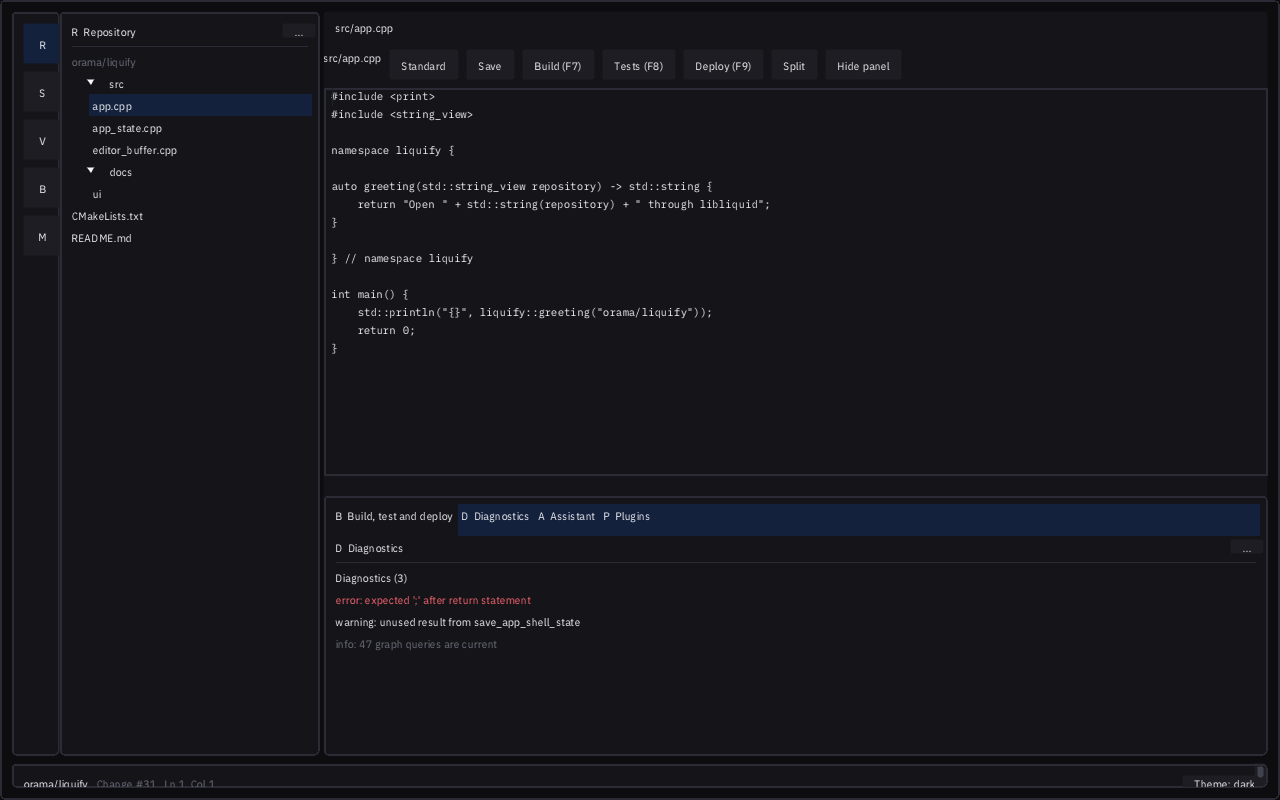 R
S
V
B
M
R Repository ...
orama/liquify
src
app.cpp
app_state.cpp
editor_buffer.cpp
docs
ui
CMakeLists.txt
README.md
src/app.cpp
src/app.cpp Standard Save Build (F7) Tests (F8) Deploy (F9) Split Hide panel
#include <print>
#include <string_view>
namespace liquify {
auto greeting(std::string_view repository) -> std::string {
    return "Open " + std::string(repository) + " through libliquid";
}
} // namespace liquify
int main() {
    std::println("{}", liquify::greeting("orama/liquify"));
    return 0;
}
B Build, test and deploy D Diagnostics A Assistant P Plugins
D Diagnostics ...
Diagnostics (3)
error: expected ';' after return statement
warning: unused result from save_app_shell_state
info: 47 graph queries are current
orama/liquify Change #31 Ln 1, Col 1 Theme: dark